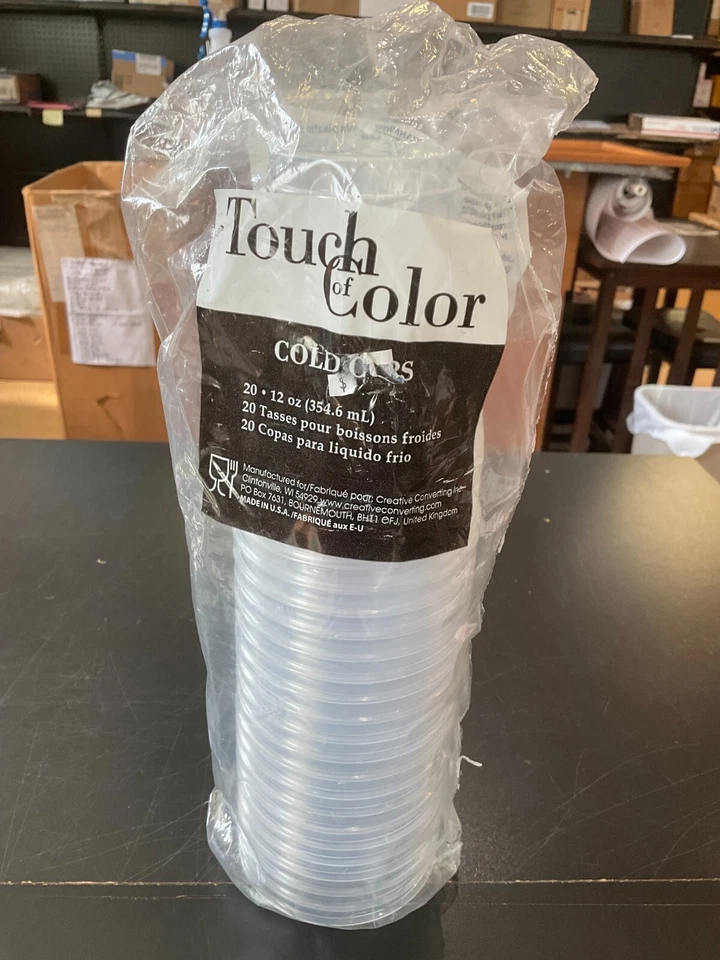 Touch
of
Color
COLD CUPS
$
20 • 12 oz (354.6 mL)
20 Tasses pour boissons froides
20 Copas para liquido frio
Manufactured for/Fabriqué pour: Creative Converting Inc
Clintonville, WI 54929 www.creativeconverting.com
PO Box 7631, BOURNEMOUTH, BH11 OFJ, United Kingdom
MADE IN U.S.A. /FABRIQUÉ aux E-U